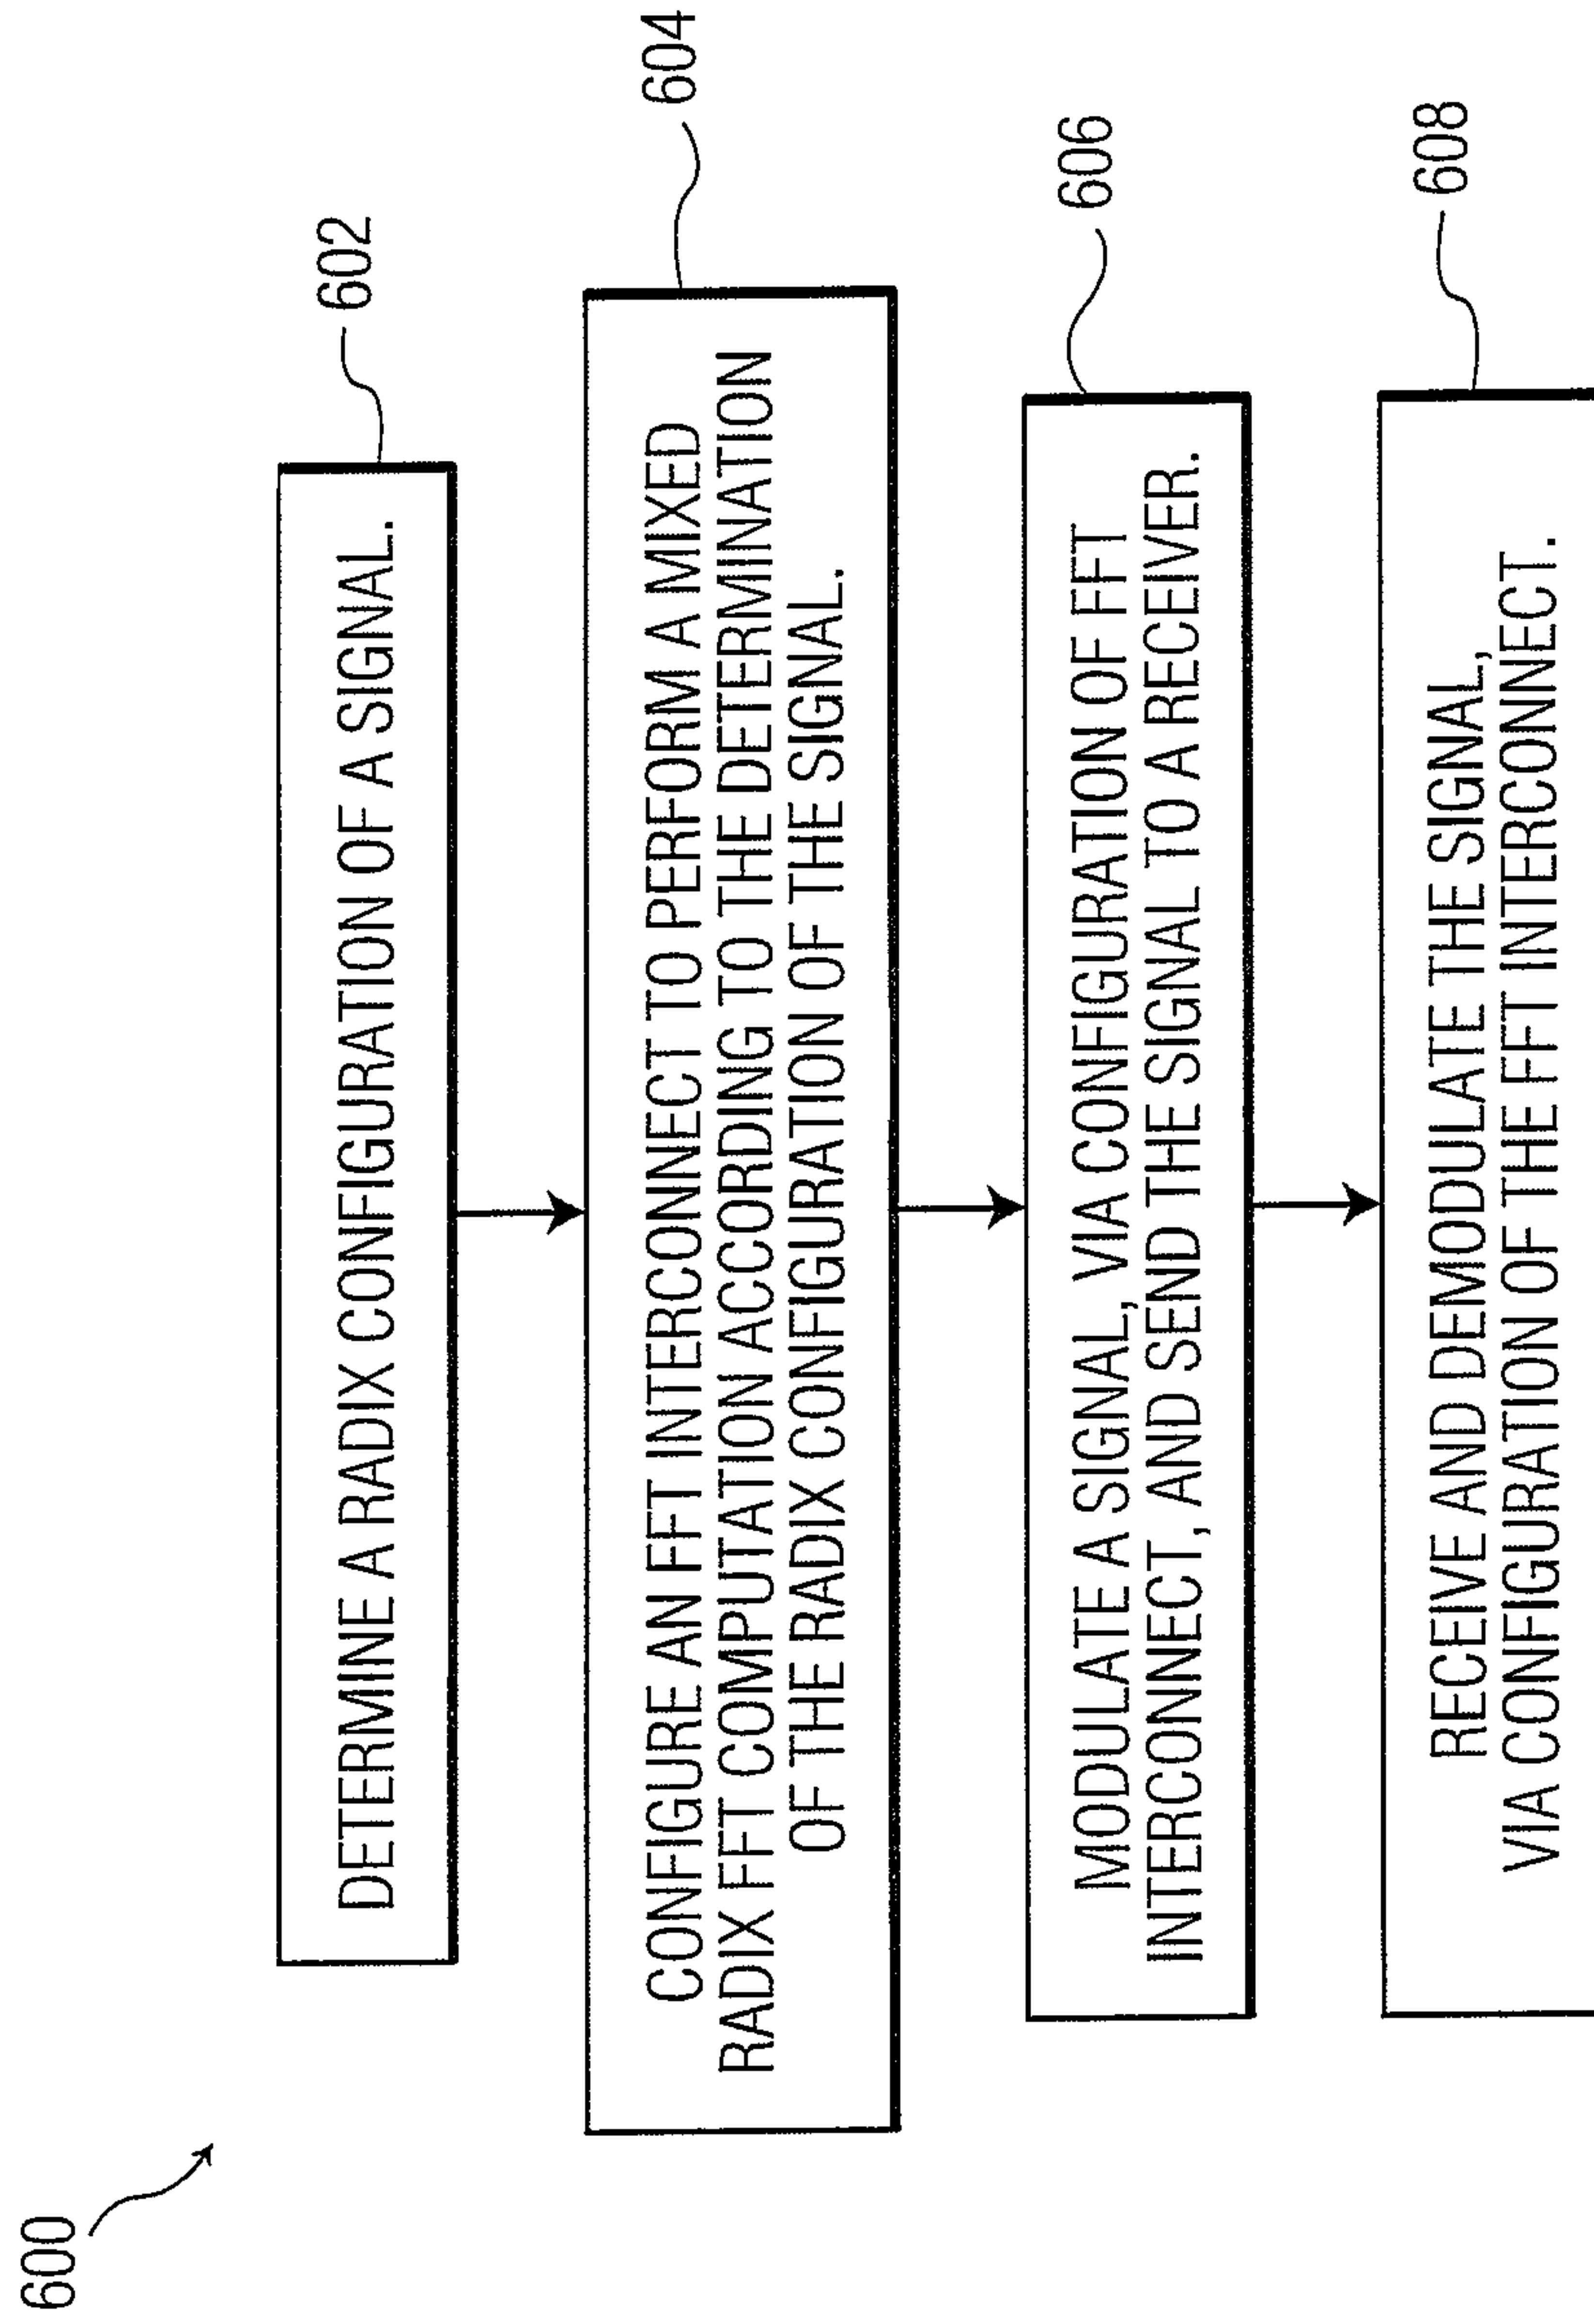 600
DETERMINE A RADIX CONFIGURATION OF A SIGNAL.
602
CONFIGURE AN FFT INTERCONNECT TO PERFORM A MIXED
RADIX FFT COMPUTATION ACCORDING TO THE DETERMINATION
OF THE RADIX CONFIGURATION OF THE SIGNAL.
604
MODULATE A SIGNAL, VIA CONFIGURATION OF FFT
INTERCONNECT, AND SEND THE SIGNAL TO A RECEIVER.
606
RECEIVE AND DEMODULATE THE SIGNAL,
VIA CONFIGURATION OF THE FFT INTERCONNECT.
608